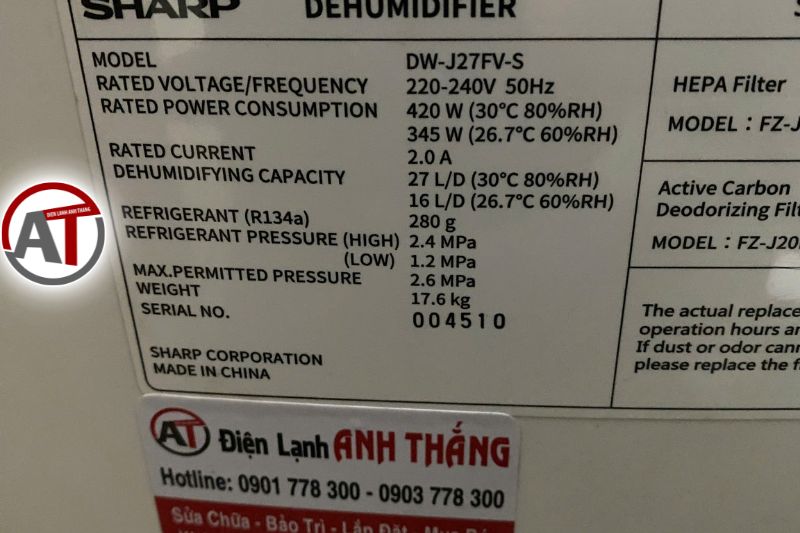 SHARP DEHUMIDIFIER
MODEL DW-J27FV-S
RATED VOLTAGE/FREQUENCY 220-240V 50Hz
RATED POWER CONSUMPTION 420 W (30°C 80%RH)
345 W (26.7°C 60%RH)
RATED CURRENT 2.0 A
DEHUMIDIFYING CAPACITY 27 L/D (30°C 80%RH)
16 L/D (26.7°C 60%RH)
REFRIGERANT (R134a) 280 g
REFRIGERANT PRESSURE (HIGH) 2.4 MPa
(LOW) 1.2 MPa
MAX.PERMITTED PRESSURE 2.6 MPa
WEIGHT 17.6 kg
SERIAL NO. 004510
SHARP CORPORATION
MADE IN CHINA
HEPA Filter
MODEL : FZ-J
Active Carbon
Deodorizing Filt
MODEL : FZ-J20
The actual replace
operation hours an
If dust or odor cann
please replace the f
ĐIỆN LẠNH ANH THẮNG
AT
AT Điện Lạnh ANH THẮNG
Hotline: 0901 778 300 - 0903 778 300
Sửa Chữa - Bảo Trì - Lắp Đặt - Mua Bán